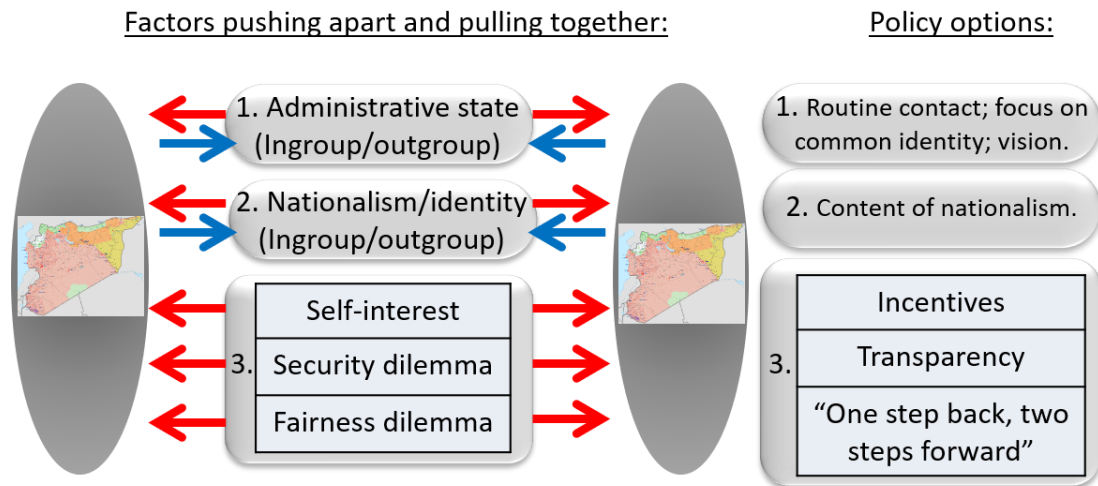 Factors pushing apart and pulling together:
Policy options:
1. Administrative state
(Ingroup/outgroup)
2. Nationalism/identity
(Ingroup/outgroup)
3.
Self-interest
Security dilemma
Fairness dilemma
1. Routine contact; focus on
common identity; vision.
2. Content of nationalism.
3.
Incentives
Transparency
“One step back, two
steps forward”